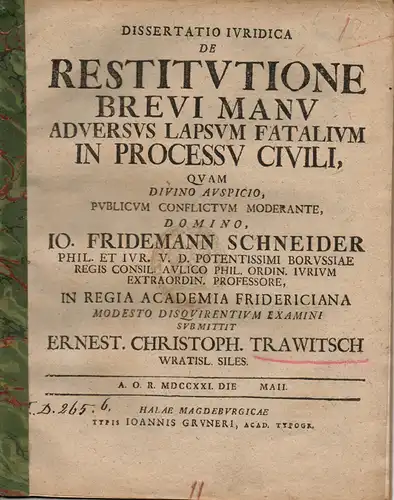 DISSERTATIO IVRIDICA
DE
RESTITVTIONE
BREVI MANV
ADVERSVS LAPSVM FATALIVM
IN PROCESSV CIVILI,
QVAM
DIVINO AVSPICIO,
PVBLICVM CONFLICTVM MODERANTE,
DOMINO,
IO. FRIDEMANN SCHNEIDER
PHIL. ET IVR. V. D. POTENTISSIMI BORVSSIAE
REGIS CONSIL. AVLICO PHIL. ORDIN. IVRIVM
EXTRAORDIN. PROFESSORE,
IN REGIA ACADEMIA FRIDERICIANA
MODESTO DISQVIRENTIVM EXAMINI
SVBMITTIT
ERNEST. CHRISTOPH. TRAWITSCH
WRATISL. SILES.
A. O. R. MDCCXXI. DIE MAII.
D. 265. 6.
HALAE MAGDEBVRGICAE
TYPIS IOANNIS GRVNERI, ACAD. TYPOGR.
11